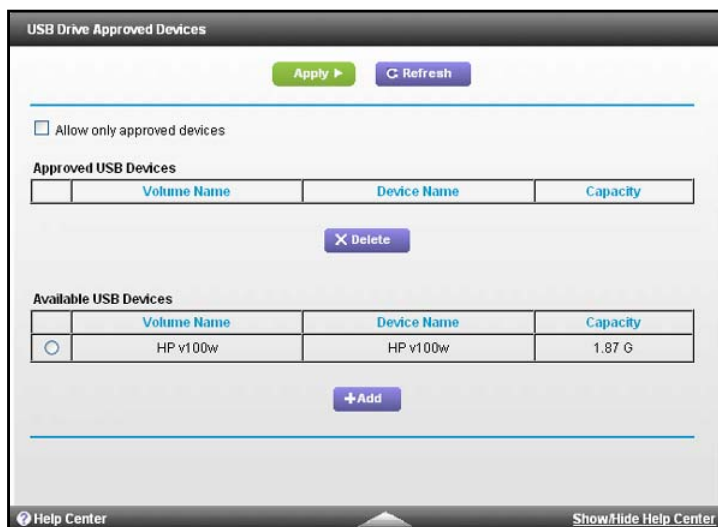 USB Drive Approved Devices
Apply Refresh
Allow only approved devices
Approved USB Devices
Volume Name Device Name Capacity
Delete
Available USB Devices
Volume Name Device Name Capacity
HP v100w HP v100w 1.87 G
+Add
? Help Center Show/Hide Help Center